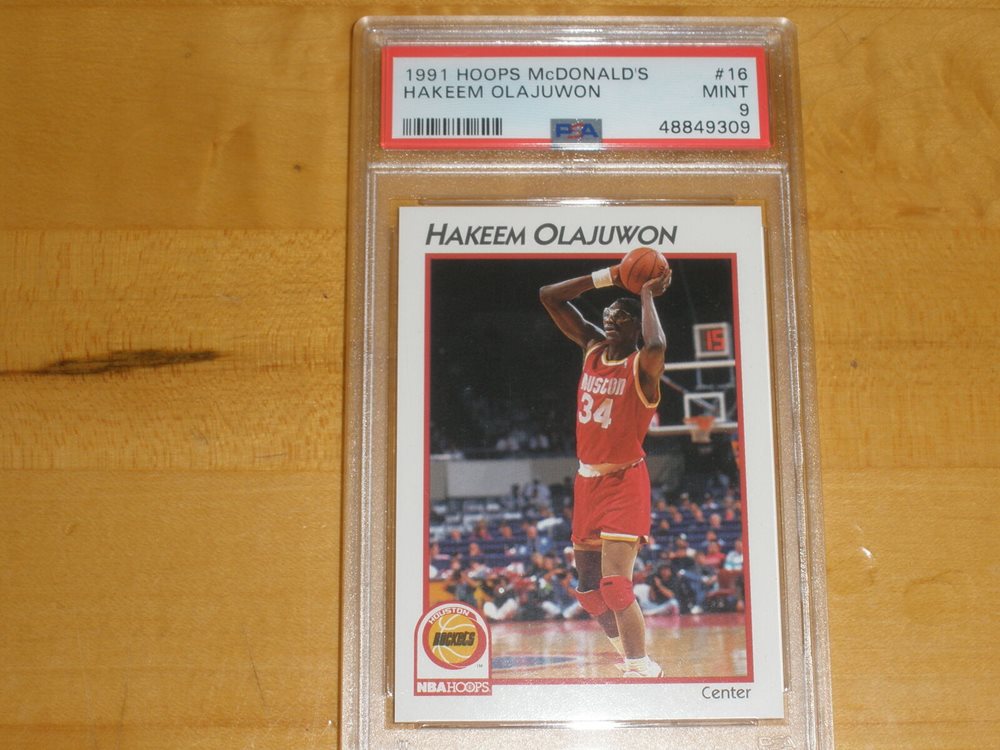 1991 HOOPS McDONALD'S #16
HAKEEM OLAJUWON MINT
9
PSA 48849309
HAKEEM OLAJUWON
15
HOUSTON
34
HOUSTON
ROCKETS
TM
NBA HOOPS
Center